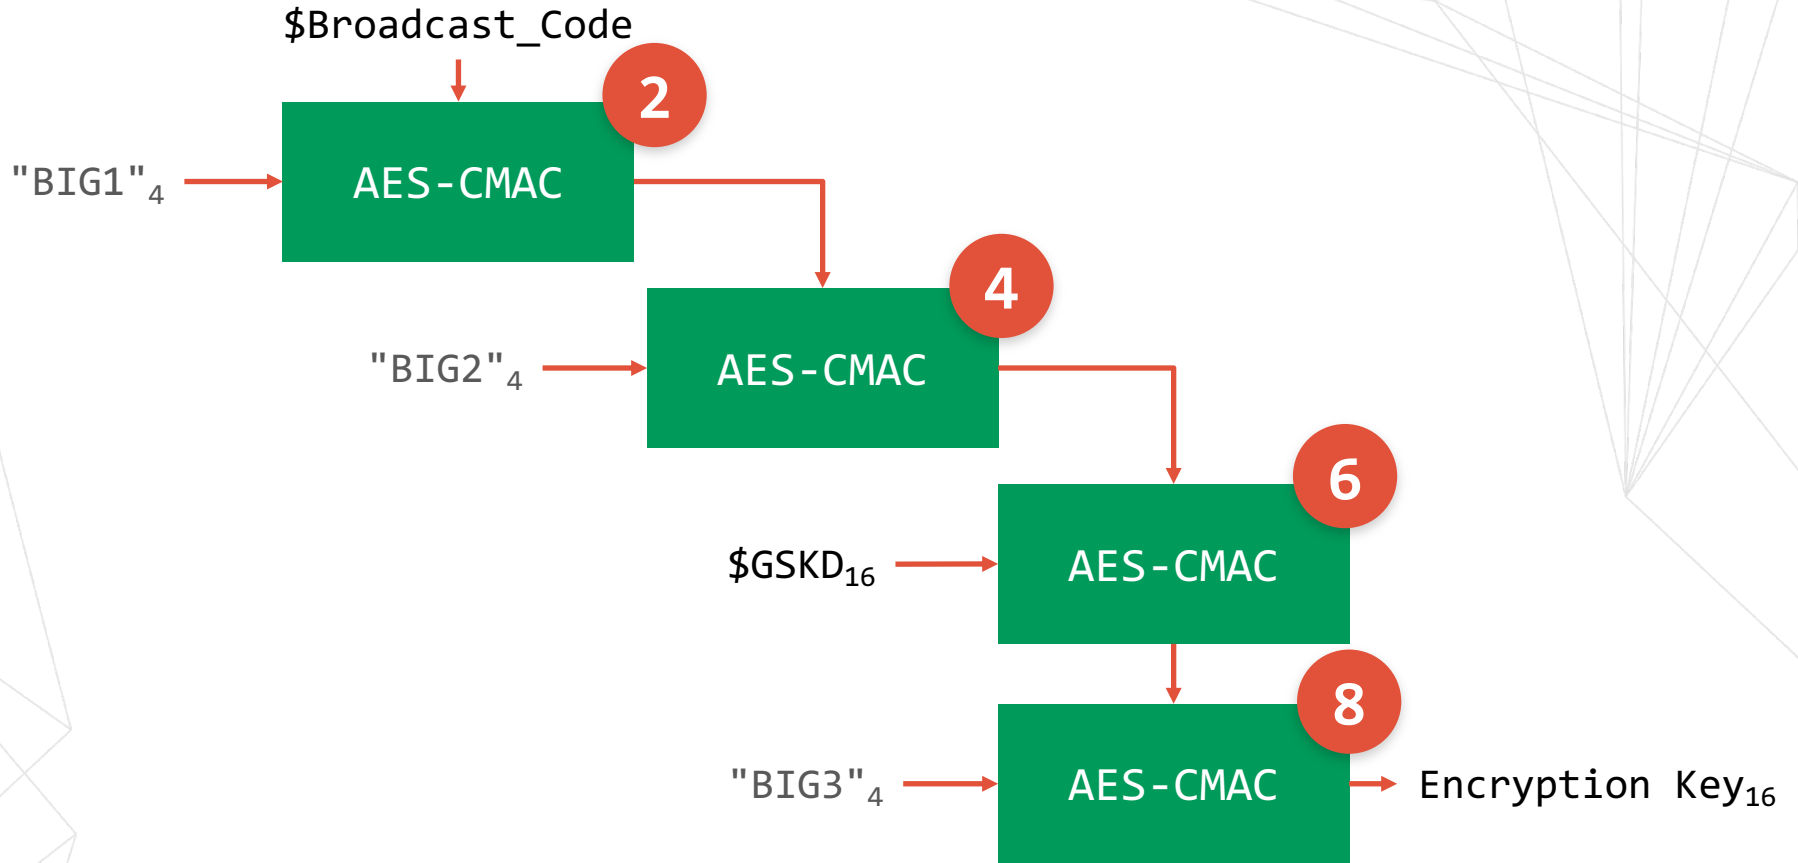 $Broadcast_Code
2
"BIG1"4
AES-CMAC
4
"BIG2"4
AES-CMAC
6
$GSKD16
AES-CMAC
8
"BIG3"4
AES-CMAC
Encryption Key16